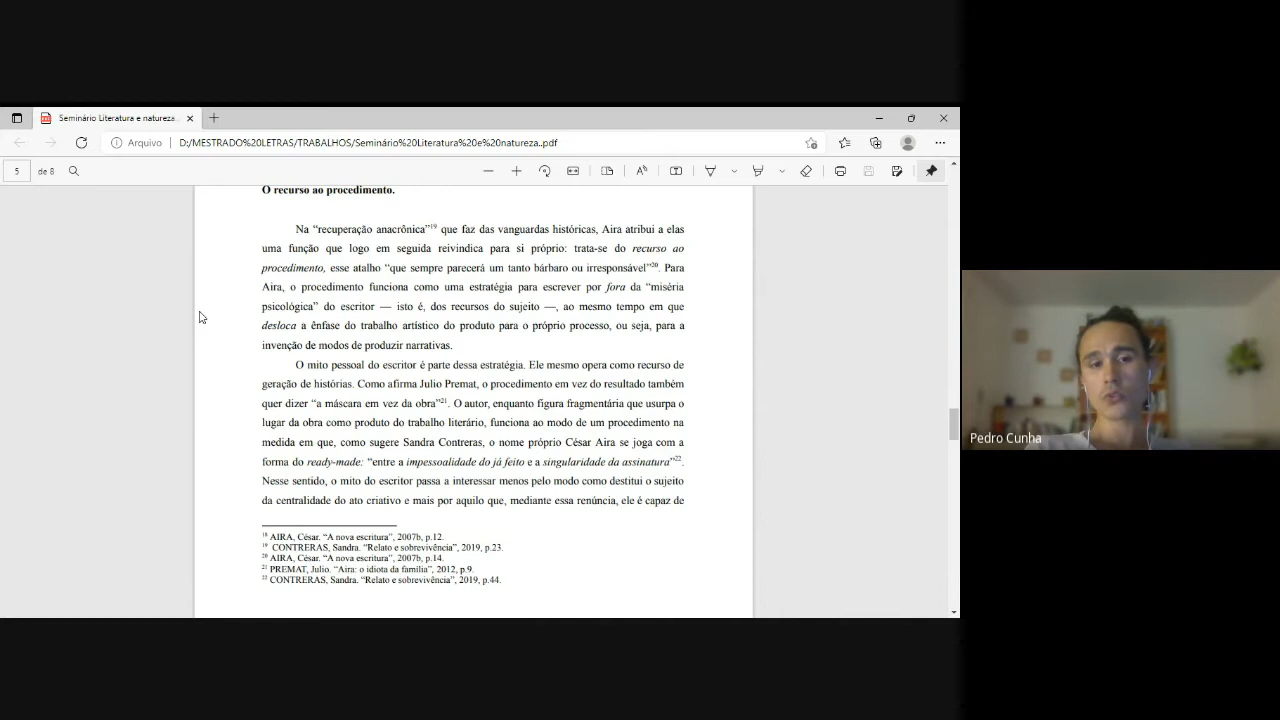 Seminário Literatura e natureza..
Arquivo
D:/MESTRADO%20LETRAS/TRABALHOS/Seminário%20Literatura%20e%20natureza..pdf
5 de 8
O recurso ao procedimento.
Na “recuperação anacrônica”19 que faz das vanguardas históricas, Aira atribui a elas
uma função que logo em seguida reivindica para si próprio: trata-se do recurso ao
procedimento, esse atalho “que sempre parecerá um tanto bárbaro ou irresponsável”20. Para
Aira, o procedimento funciona como uma estratégia para escrever por fora da “miséria
psicológica” do escritor — isto é, dos recursos do sujeito —, ao mesmo tempo em que
desloca a ênfase do trabalho artístico do produto para o próprio processo, ou seja, para a
invenção de modos de produzir narrativas.
O mito pessoal do escritor é parte dessa estratégia. Ele mesmo opera como recurso de
geração de histórias. Como afirma Julio Premat, o procedimento em vez do resultado também
quer dizer “a máscara em vez da obra”21. O autor, enquanto figura fragmentária que usurpa o
lugar da obra como produto do trabalho literário, funciona ao modo de um procedimento na
medida em que, como sugere Sandra Contreras, o nome próprio César Aira se joga com a
forma do ready-made: “entre a impessoalidade do já feito e a singularidade da assinatura”22.
Nesse sentido, o mito do escritor passa a interessar menos pelo modo como destitui o sujeito
da centralidade do ato criativo e mais por aquilo que, mediante essa renúncia, ele é capaz de
18 AIRA, César. “A nova escritura”, 2007b, p.12.
19 CONTRERAS, Sandra. “Relato e sobrevivência”, 2019, p.23.
20 AIRA, César. “A nova escritura”, 2007b, p.14.
21 PREMAT, Julio. “Aira: o idiota da família”, 2012, p.9.
22 CONTRERAS, Sandra. “Relato e sobrevivência”, 2019, p.44.
Pedro Cunha